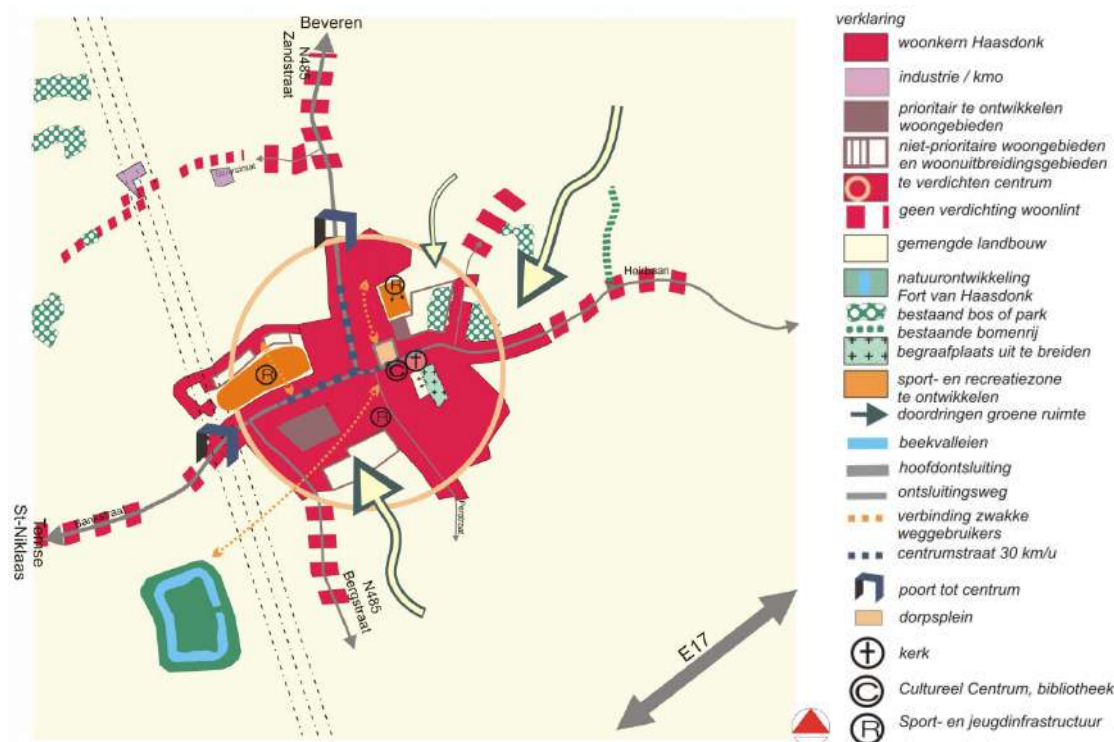 Beveren
N485
Zandstraat
Heirbaan
Temse
St-Niklaas
N485
Bergstraat
E17
R
R
C
R
verklaring
woonkern Haasdonk
industrie / kmo
prioritair te ontwikkelen
woongebieden
niet-prioritaire woongebieden
en woonuitbreidingsgebieden
te verdichten centrum
geen verdichting woonlint
gemengde landbouw
natuurontwikkeling
Fort van Haasdonk
bestaand bos of park
bestaande bomenrij
begraafplaats uit te breiden
sport- en recreatiezone
te ontwikkelen
doordringen groene ruimte
beekvalleien
hoofdontsluiting
ontsluitingsweg
verbinding zwakke
weggebruikers
centrumstraat 30 km/u
poort tot centrum
dorpsplein
kerk
C
Cultureel Centrum, bibliotheek
R
Sport- en jeugdinfrastructuur